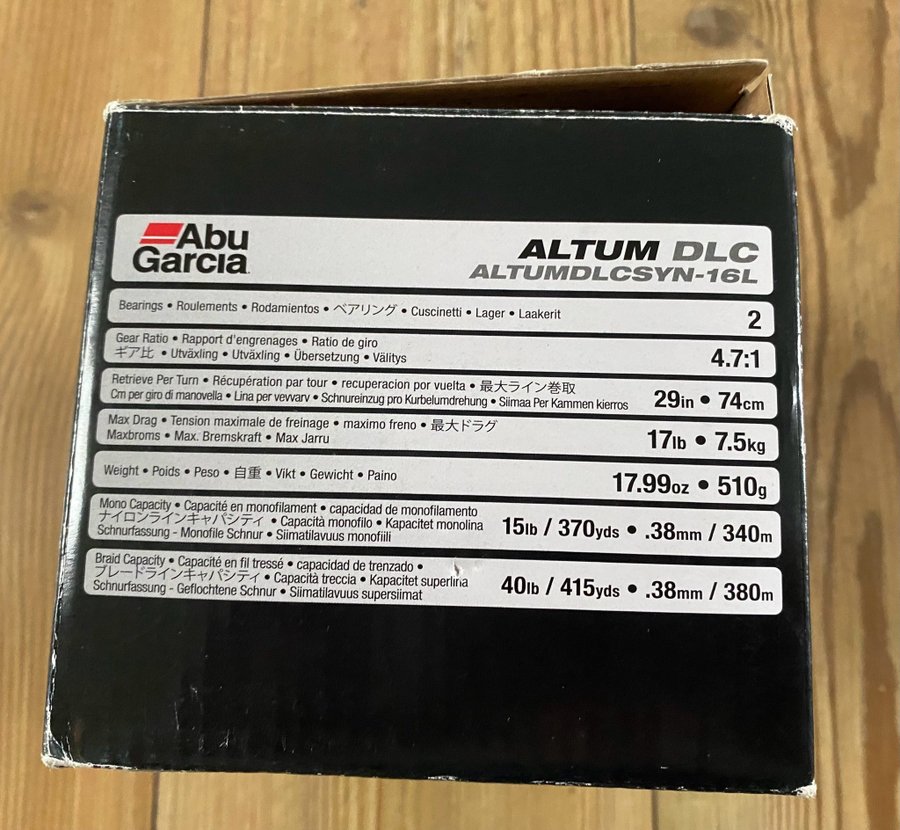 Abu
Garcia
ALTUM DLC
ALTUMDLCSYN-16L
Bearings • Roulements • Rodamientos • ベアリング • Cuscinetti • Lager • Laakerit
2
Gear Ratio • Rapport d'engrenages • Ratio de giro
ギア比 • Utväxling • Utväxling • Übersetzung • Välitys
4.7:1
Retrieve Per Turn • Récupération par tour • recuperacion por vuelta • 最大ライン巻取
Cm per giro di manovella • Lina per vevvarv • Schnureinzug pro Kurbelumdrehung • Siimaa Per Kammen kierros
29in • 74cm
Max Drag • Tension maximale de freinage • maximo freno • 最大ドラグ
Maxbroms • Max. Bremskraft • Max Jarru
17lb • 7.5kg
Weight • Poids • Peso • 自重 • Vikt • Gewicht • Paino
17.99oz • 510g
Mono Capacity • Capacité en monofilament • capacidad de monofilamento
ナイロンラインキャパシティ • Capacità monofilo • Kapacitet monolina
Schnurfassung - Monofile Schnur • Siimatilavuus monofiili
15lb / 370yds • .38mm / 340m
Braid Capacity • Capacité en fil tressé • capacidad de trenzado •
ブレードラインキャパシティ • Capacità treccia • Kapacitet superlina
Schnurfassung - Geflochtene Schnur • Siimatilavuus supersiimat
40lb / 415yds • .38mm / 380m